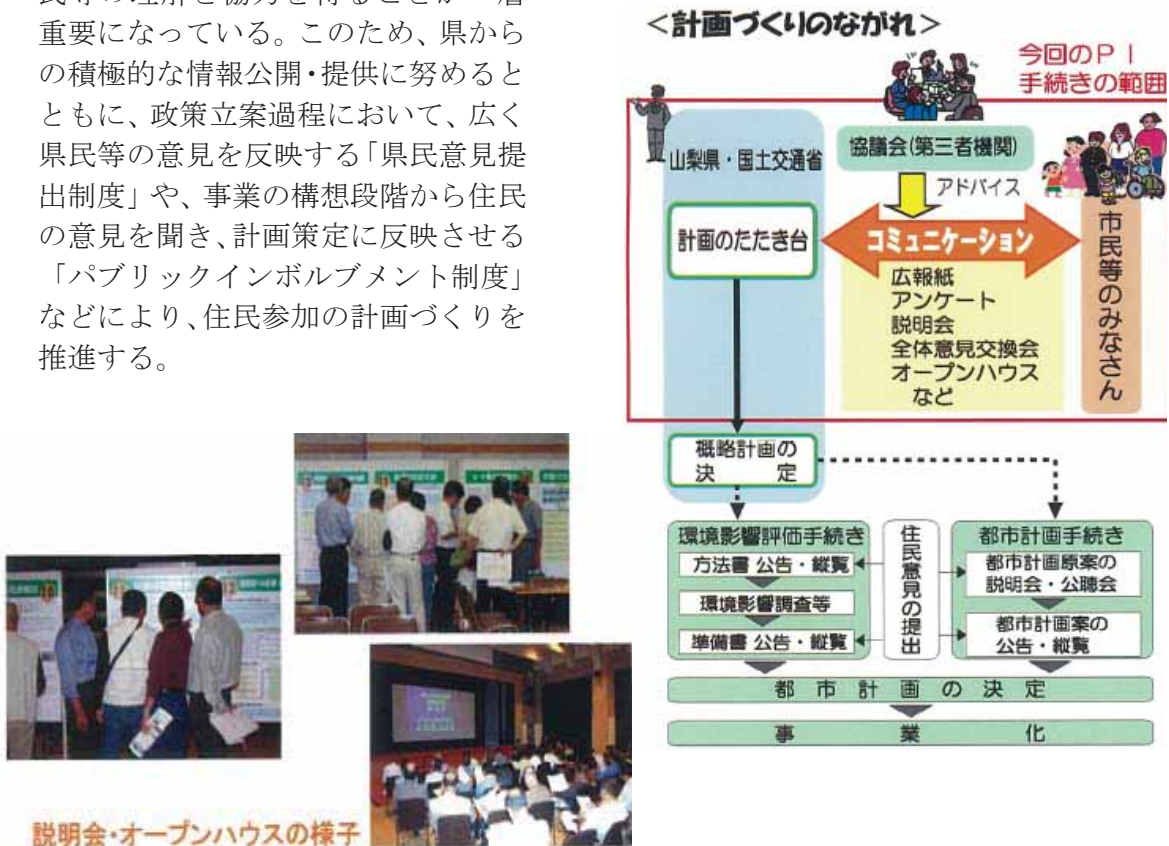 重要になっている。このため、県から
の積極的な情報公開・提供に努めると
ともに、政策立案過程において、広く
県民等の意見を反映する「県民意見提
出制度」や、事業の構想段階から住民
の意見を聞き、計画策定に反映させる
「パブリックインボルブメント制度」
などにより、住民参加の計画づくりを
推進する。
＜計画づくりのながれ＞
今回のＰＩ
手続きの範囲
山梨県・国土交通省
協議会(第三者機関)
アドバイス
計画のたたき台
コミュニケーション
広報紙
アンケート
説明会
全体意見交換会
オープンハウス
など
市民等のみなさん
概略計画の
決　定
環境影響評価手続き
方法書 公告・縦覧
環境影響調査等
準備書 公告・縦覧
住民意見の提出
都市計画手続き
都市計画原案の
説明会・公聴会
都市計画案の
公告・縦覧
都市計画の決定
事業化
説明会・オープンハウスの様子